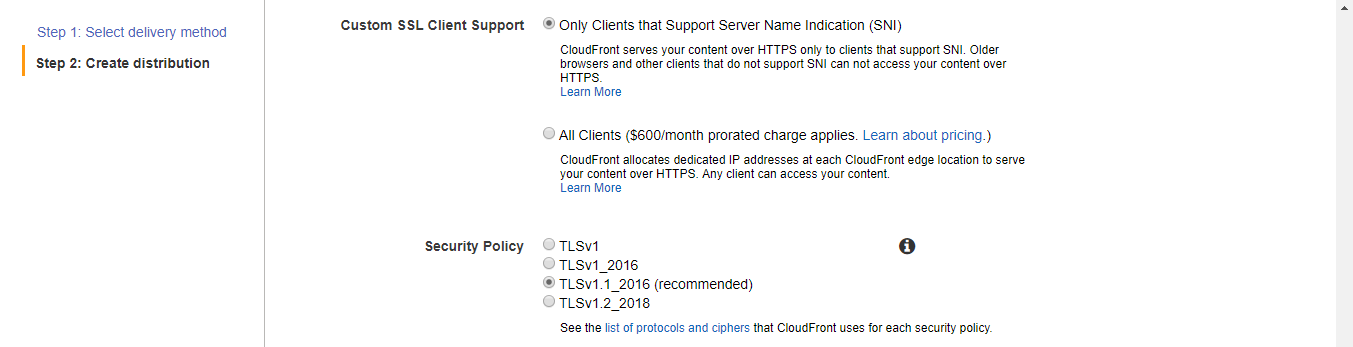 Step 1: Select delivery method
Step 2: Create distribution
Custom SSL Client Support
Only Clients that Support Server Name Indication (SNI)
CloudFront serves your content over HTTPS only to clients that support SNI. Older
browsers and other clients that do not support SNI can not access your content over
HTTPS.
Learn More
All Clients ($600/month prorated charge applies. Learn about pricing.)
CloudFront allocates dedicated IP addresses at each CloudFront edge location to serve
your content over HTTPS. Any client can access your content.
Learn More
Security Policy
TLSv1
TLSv1_2016
TLSv1.1_2016 (recommended)
TLSv1.2_2018
See the list of protocols and ciphers that CloudFront uses for each security policy.